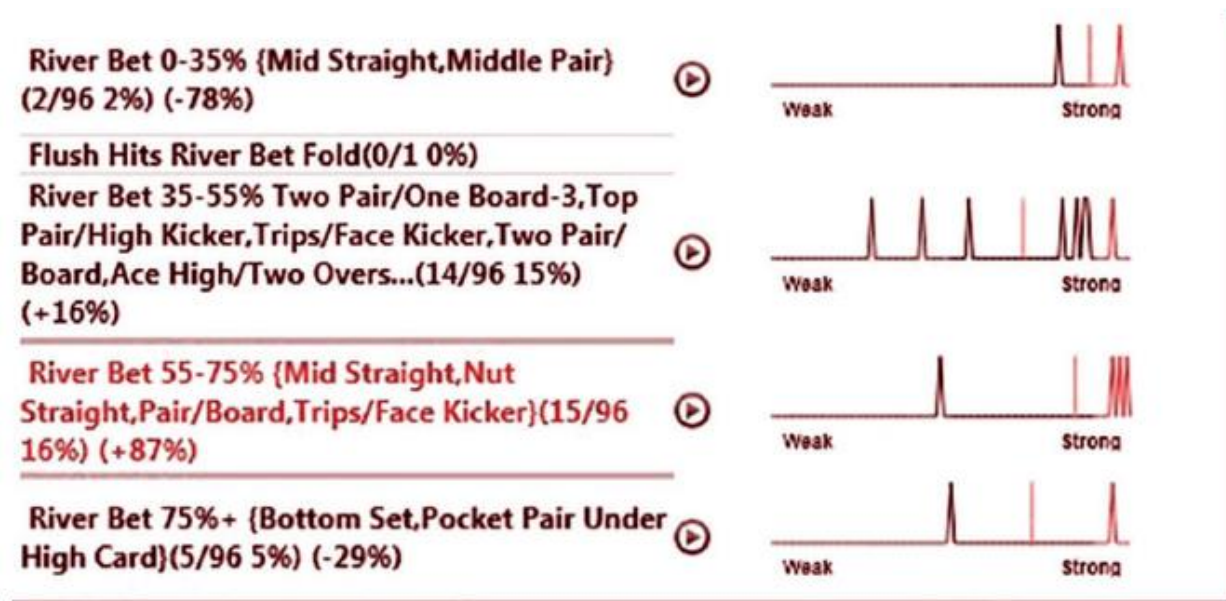 River Bet 0-35% {Mid Straight,Middle Pair}
(2/96 2%) (-78%)
Weak Strong
Flush Hits River Bet Fold(0/1 0%)
River Bet 35-55% Two Pair/One Board-3,Top
Pair/High Kicker,Trips/Face Kicker,Two Pair/
Board,Ace High/Two Overs...(14/96 15%)
(+16%)
Weak Strong
River Bet 55-75% {Mid Straight,Nut
Straight,Pair/Board,Trips/Face Kicker}(15/96
16%) (+87%)
Weak Strong
River Bet 75%+ {Bottom Set,Pocket Pair Under
High Card}(5/96 5%) (-29%)
Weak Strong